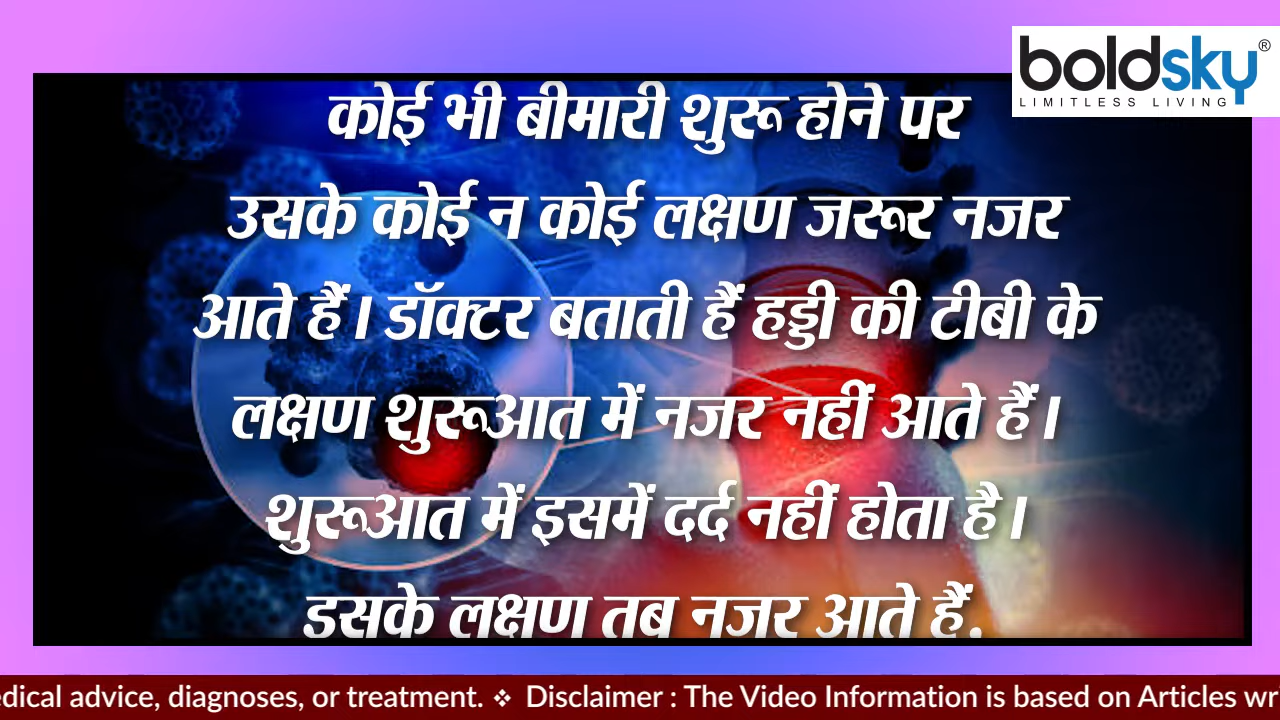 boldsky®
LIMITLESS LIVING
कोई भी बीमारी शुरू होने पर
उसके कोई न कोई लक्षण जरूर नजर
आते हैं। डॉक्टर बताती हैं हड्डी की टीबी के
लक्षण शुरूआत में नजर नहीं आते हैं।
शुरूआत में इसमें दर्द नहीं होता है।
इसके लक्षण तब नजर आते हैं,
edical advice, diagnoses, or treatment. ❖ Disclaimer : The Video Information is based on Articles wr